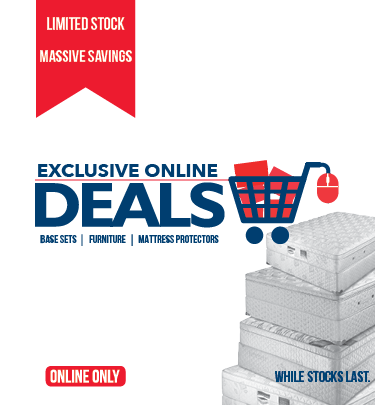 LIMITED STOCK
MASSIVE SAVINGS
EXCLUSIVE ONLINE
DEALS
BASE SETS | FURNITURE | MATTRESS PROTECTORS
ONLINE ONLY
WHILE STOCKS LAST.